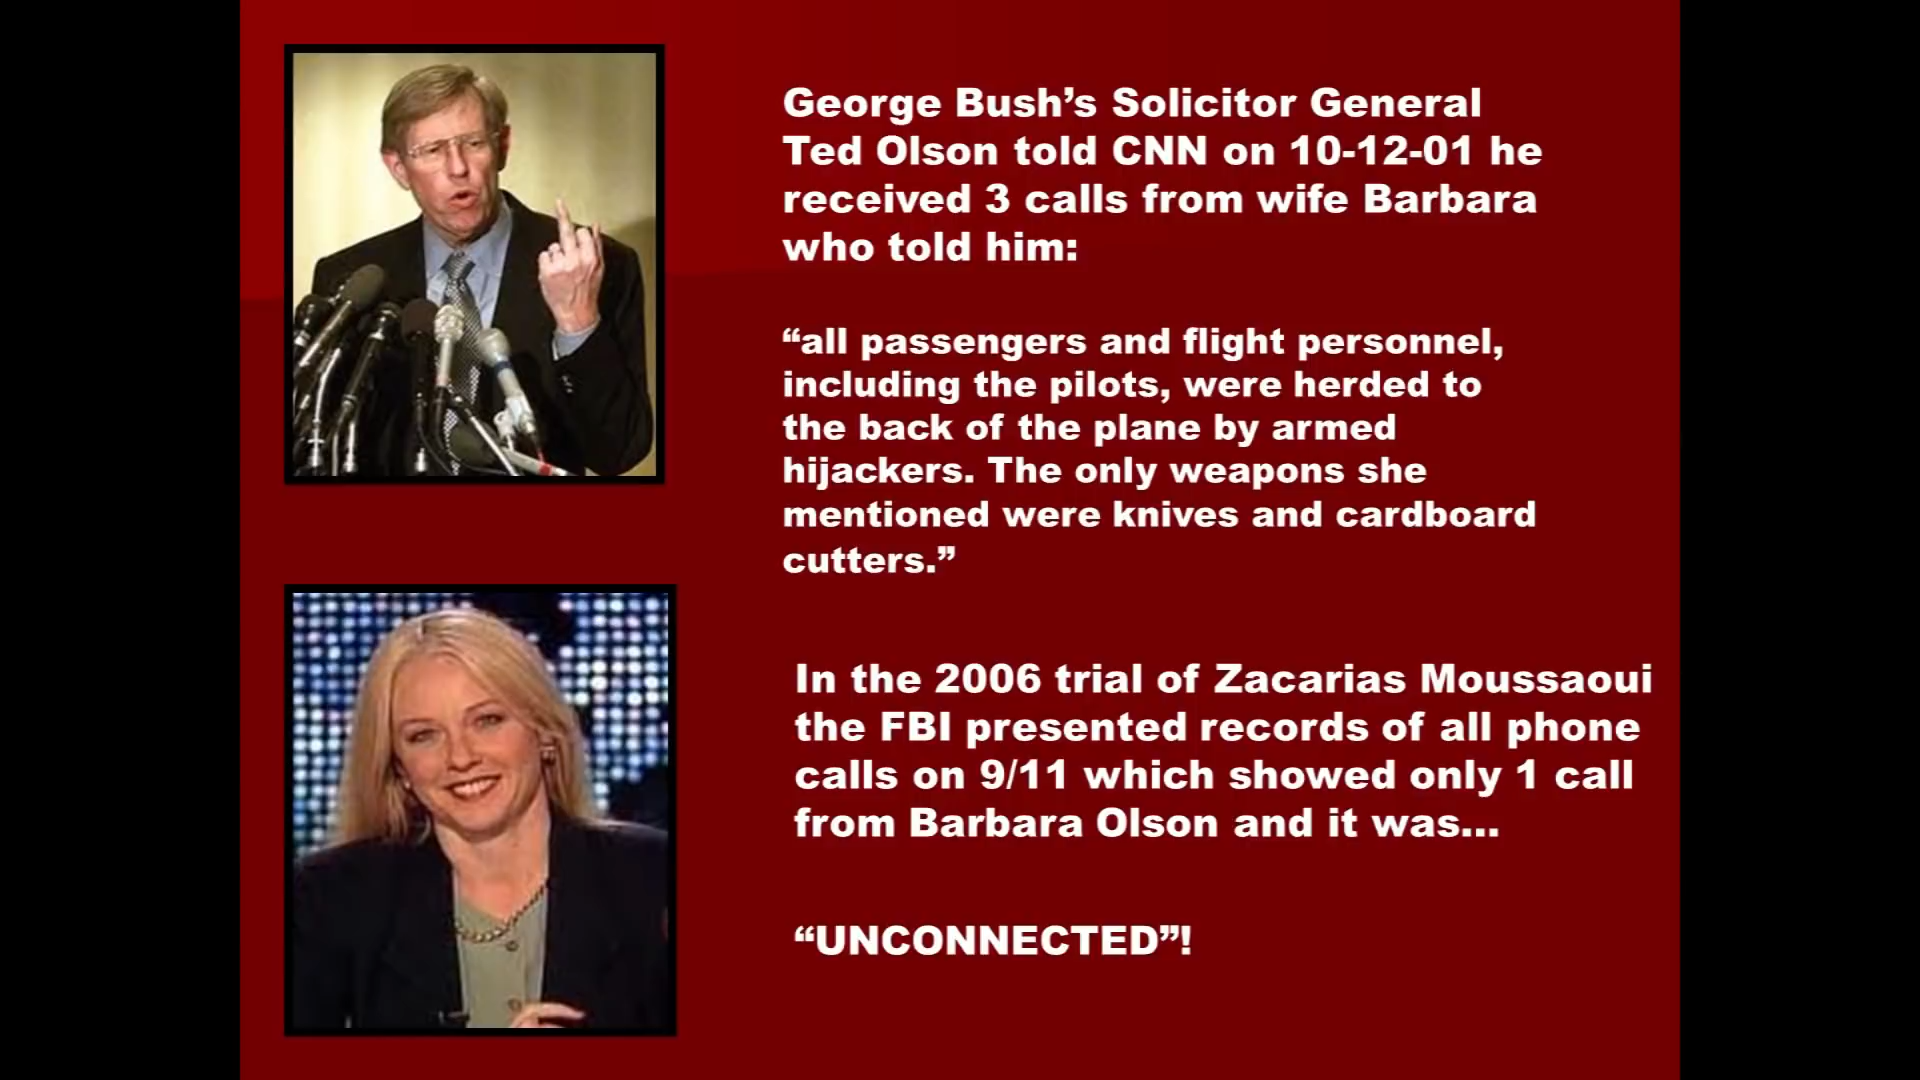 George Bush’s Solicitor General
Ted Olson told CNN on 10-12-01 he
received 3 calls from wife Barbara
who told him:
“all passengers and flight personnel,
including the pilots, were herded to
the back of the plane by armed
hijackers. The only weapons she
mentioned were knives and cardboard
cutters.”
In the 2006 trial of Zacarias Moussaoui
the FBI presented records of all phone
calls on 9/11 which showed only 1 call
from Barbara Olson and it was...
“UNCONNECTED”!